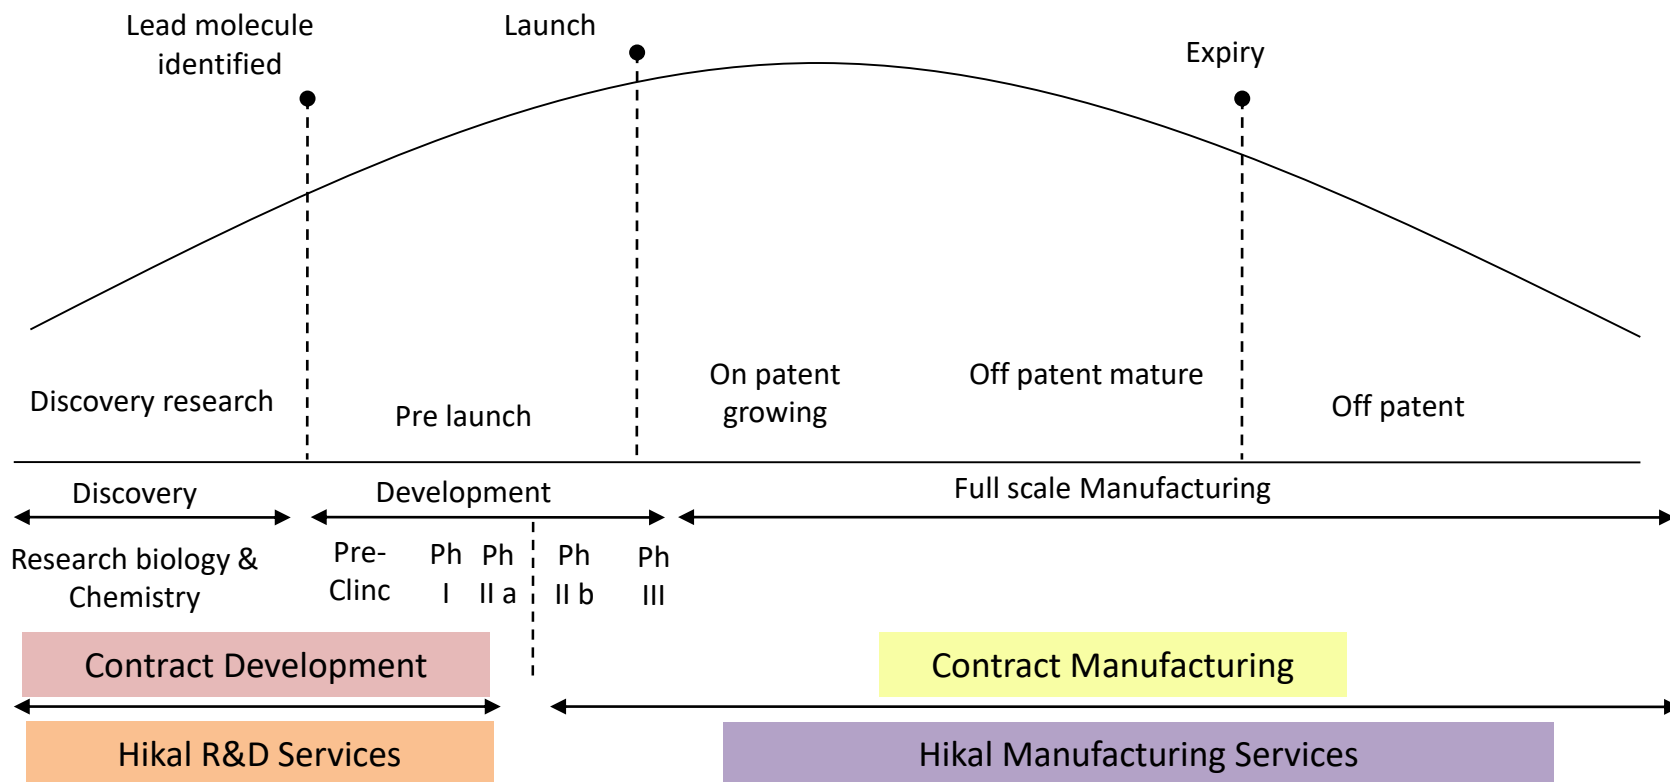 Lead molecule
identified
Launch
Expiry
Discovery research
Pre launch
On patent
growing
Off patent mature
Off patent
Discovery
Development
Full scale Manufacturing
Research biology &
Chemistry
Pre-
Clinc
Ph
I
Ph
II a
Ph
II b
Ph
III
Contract Development
Contract Manufacturing
Hikal R&D Services
Hikal Manufacturing Services